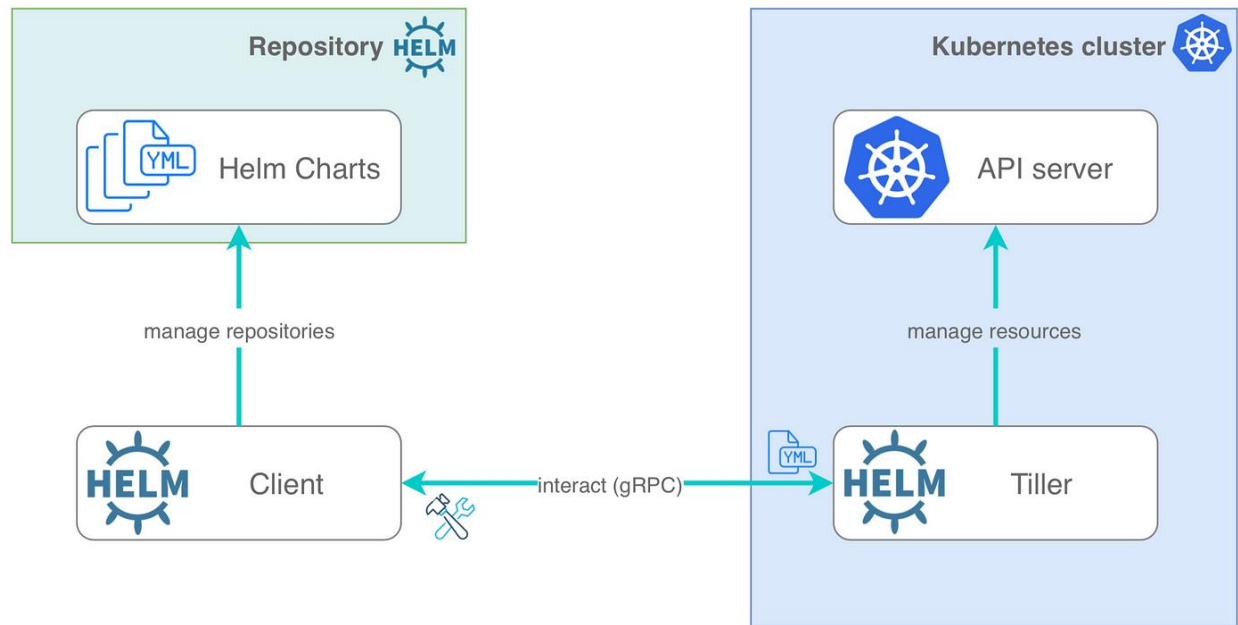 Repository HELM
Kubernetes cluster
YML Helm Charts
API server
manage repositories
manage resources
HELM Client
interact (gRPC)
YML
HELM Tiller